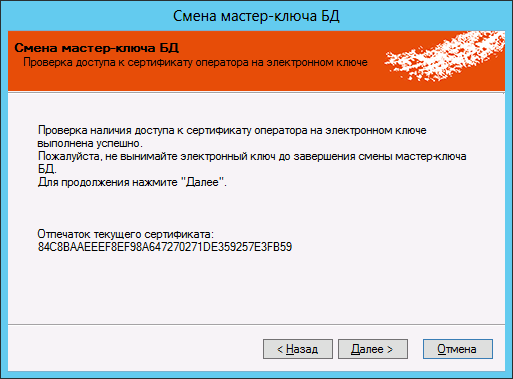 Смена мастер-ключа БД
Смена мастер-ключа БД
Проверка доступа к сертификату оператора на электронном ключе
Проверка наличия доступа к сертификату оператора на электронном ключе
выполнена успешно.
Пожалуйста, не вынимайте электронный ключ до завершения смены мастер-ключа
БД.
Для продолжения нажмите "Далее".
Отпечаток текущего сертификата:
84C8BAAEEEF8EF98A647270271DE359257E3FB59
< Назад
Далее >
Отмена